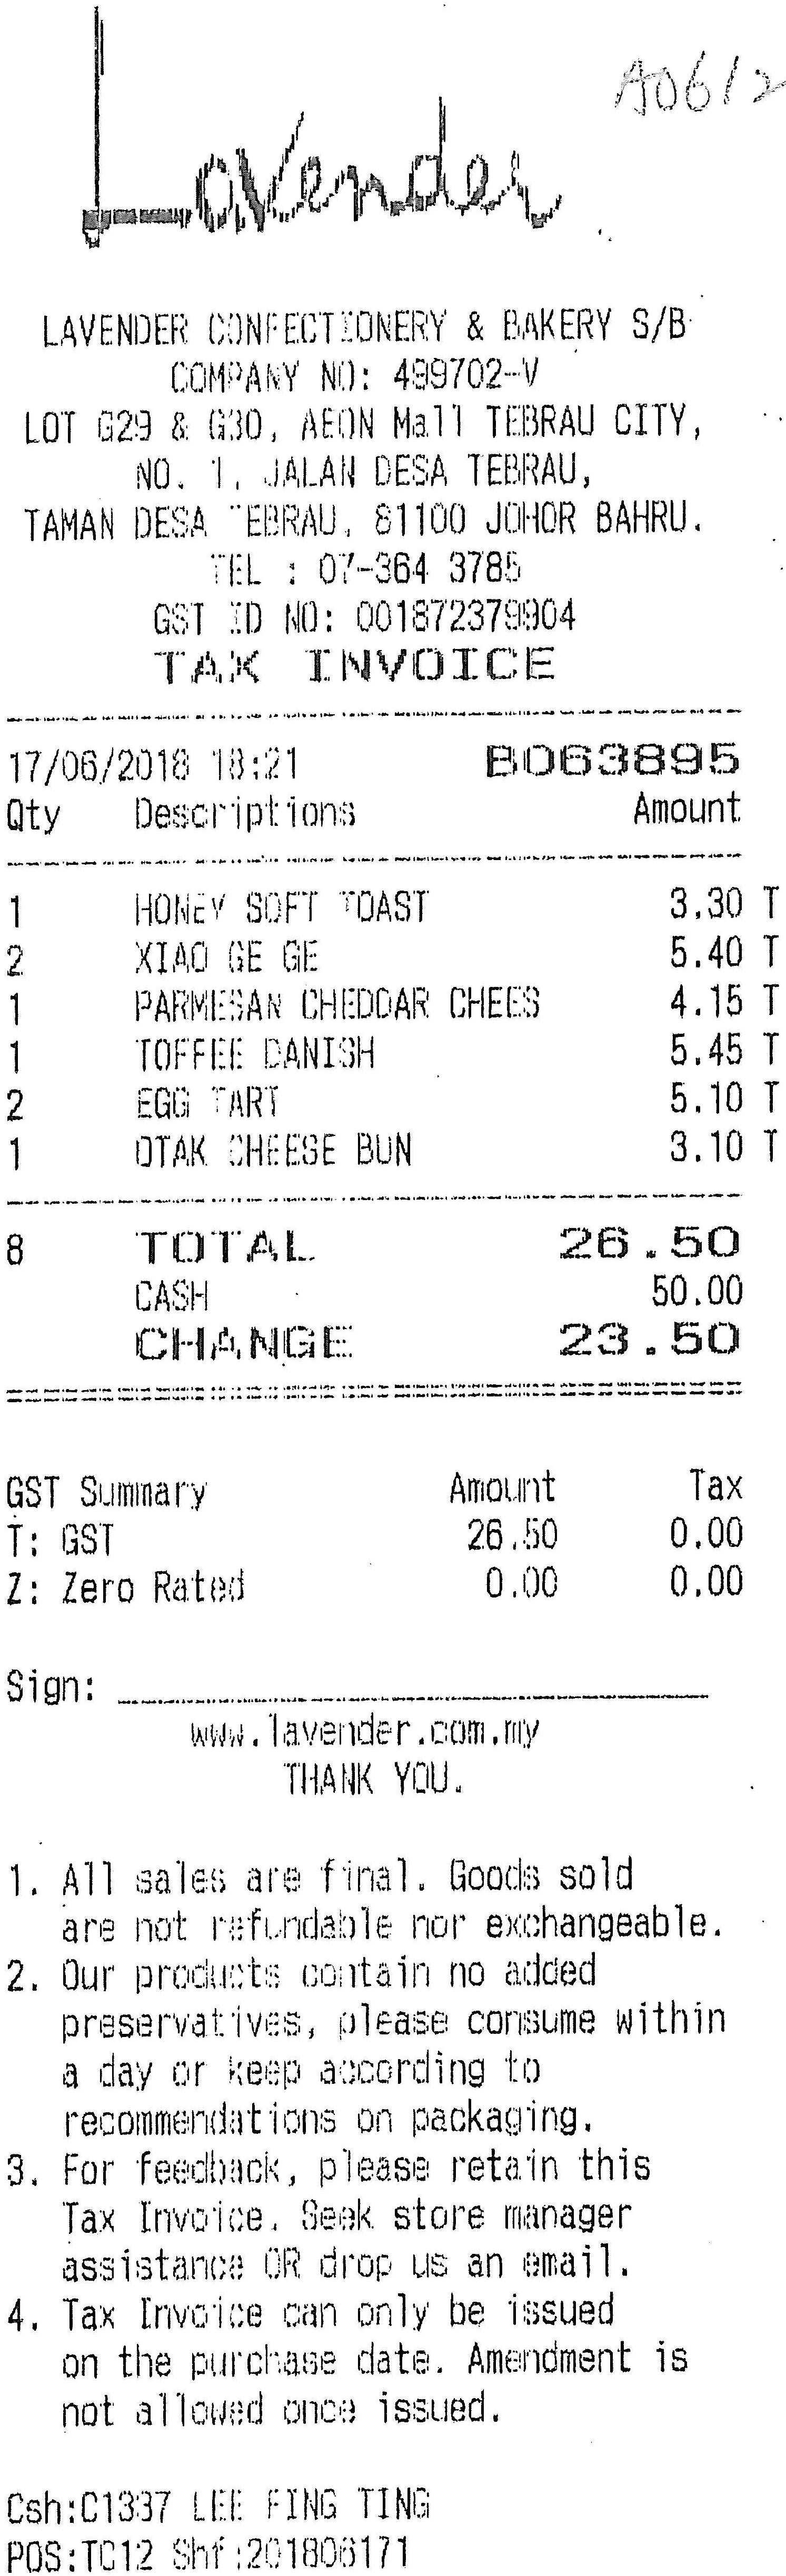 Lavender
A0612
LAVENDER CONFECTIONERY & BAKERY S/B
COMPANY NO: 499702-V
LOT G29 & G30, AEON Mall TEBRAU CITY,
NO. 1, JALAN DESA TEBRAU,
TAMAN DESA TEBRAU, 81100 JOHOR BAHRU.
TEL : 07-364 3785
GST ID NO: 001872379904
TAX INVOICE
17/06/2018 18:21 B063895
Qty Descriptions Amount
1 HONEY SOFT TOAST 3.30 T
2 XIAO GE GE 5.40 T
1 PARMESAN CHEDDAR CHEES 4.15 T
1 TOFFEE DANISH 5.45 T
2 EGG TART 5.10 T
1 OTAK CHEESE BUN 3.10 T
8 TOTAL 26.50
CASH 50.00
CHANGE 23.50
GST Summary Amount Tax
T: GST 26.50 0.00
Z: Zero Rated 0.00 0.00
Sign:
www.lavender.com.my
THANK YOU.
1. All sales are final. Goods sold
are not refundable nor exchangeable.
2. Our products contain no added
preservatives, please consume within
a day or keep according to
recommendations on packaging.
3. For feedback, please retain this
Tax Invoice. Seek store manager
assistance OR drop us an email.
4. Tax Invoice can only be issued
on the purchase date. Amendment is
not allowed once issued.
Csh:C1337 LEE FING TING
POS:TC12 Shf:201806171